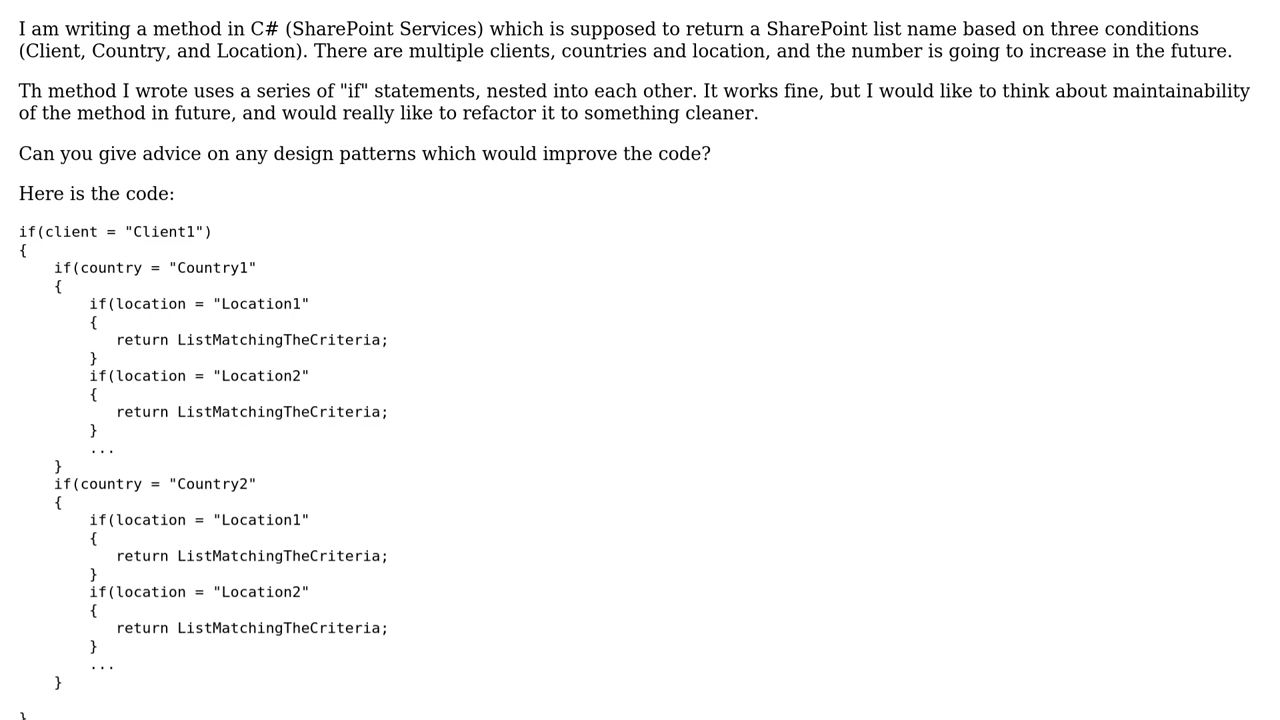 I am writing a method in C# (SharePoint Services) which is supposed to return a SharePoint list name based on three conditions
(Client, Country, and Location). There are multiple clients, countries and location, and the number is going to increase in the future.
Th method I wrote uses a series of "if" statements, nested into each other. It works fine, but I would like to think about maintainability
of the method in future, and would really like to refactor it to something cleaner.
Can you give advice on any design patterns which would improve the code?
Here is the code:
if(client = "Client1")
{
    if(country = "Country1"
    {
        if(location = "Location1"
        {
           return ListMatchingTheCriteria;
        }
        if(location = "Location2"
        {
           return ListMatchingTheCriteria;
        }
        ...
    }
    if(country = "Country2"
    {
        if(location = "Location1"
        {
           return ListMatchingTheCriteria;
        }
        if(location = "Location2"
        {
           return ListMatchingTheCriteria;
        }
        ...
    }
}